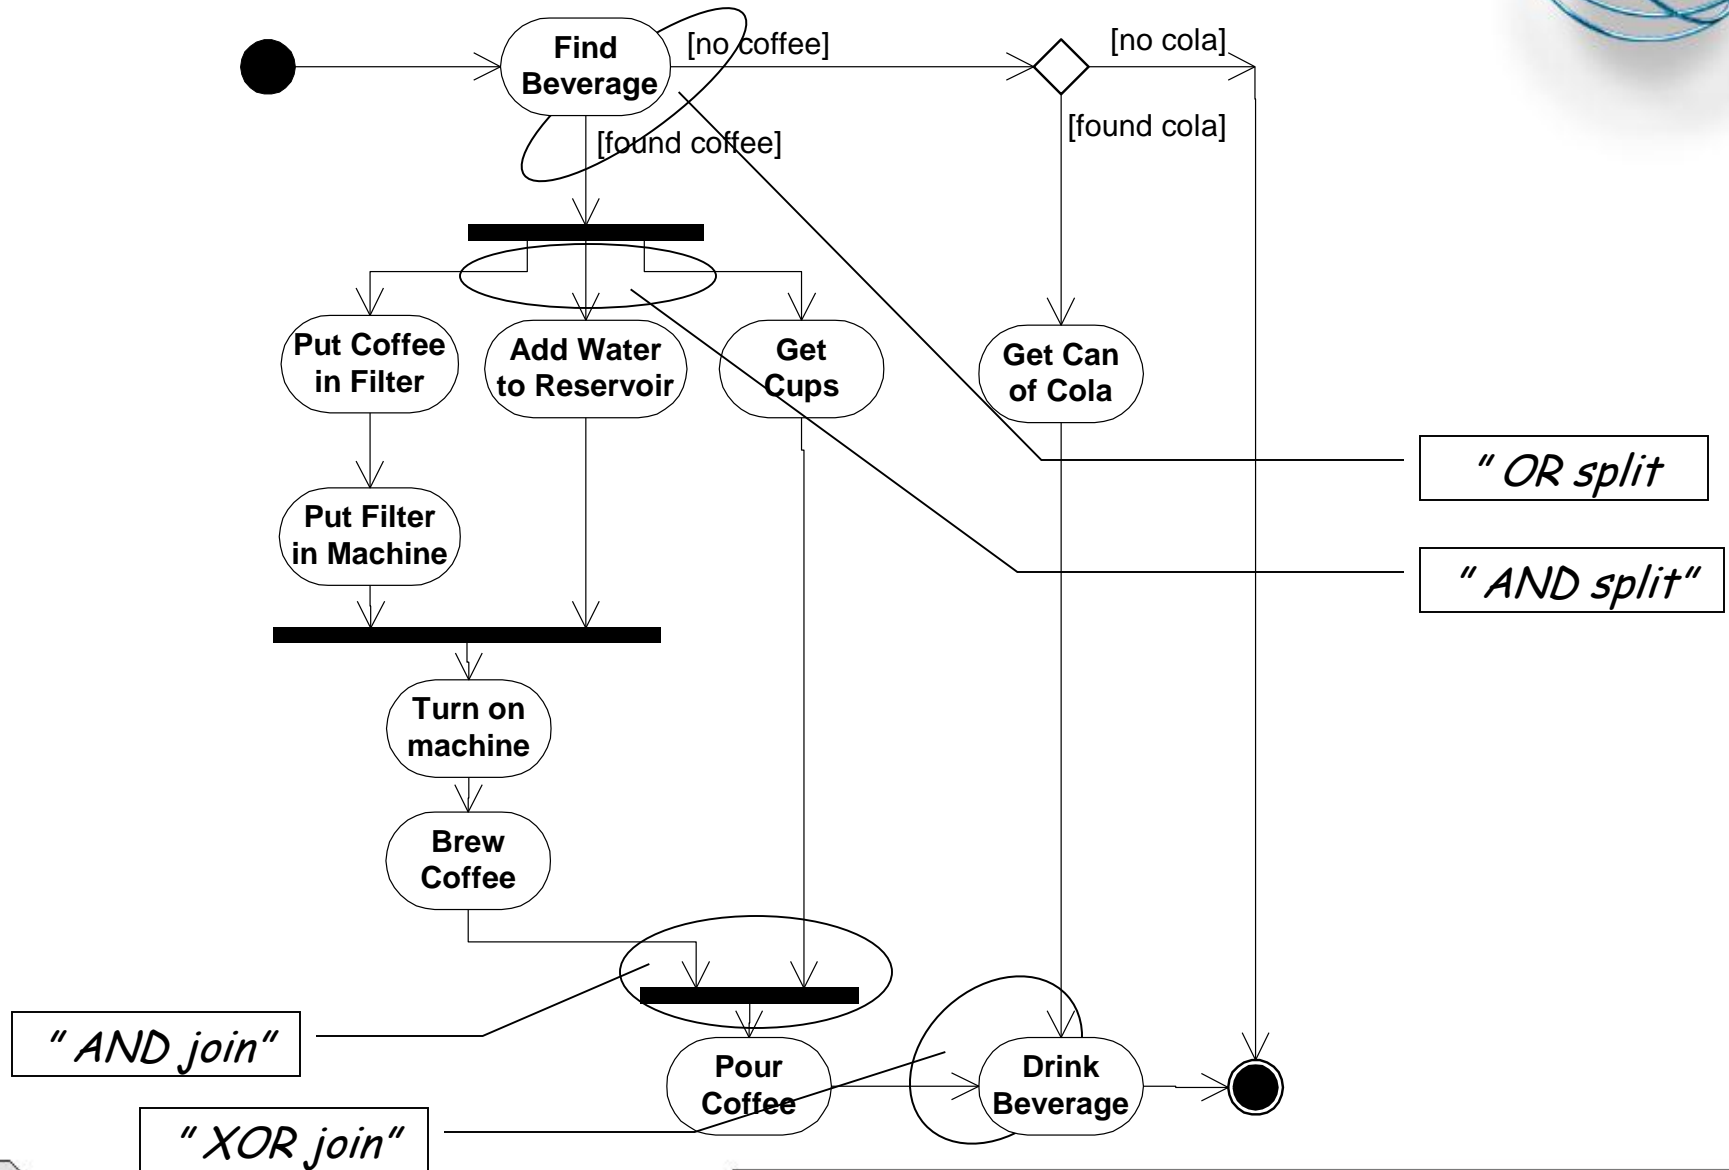 Find
Beverage
[no coffee]
[no cola]
[found coffee]
[found cola]
Put Coffee
in Filter
Add Water
to Reservoir
Get
Cups
Get Can
of Cola
" OR split
Put Filter
in Machine
" AND split"
Turn on
machine
Brew
Coffee
" AND join"
Pour
Coffee
Drink
Beverage
" XOR join"